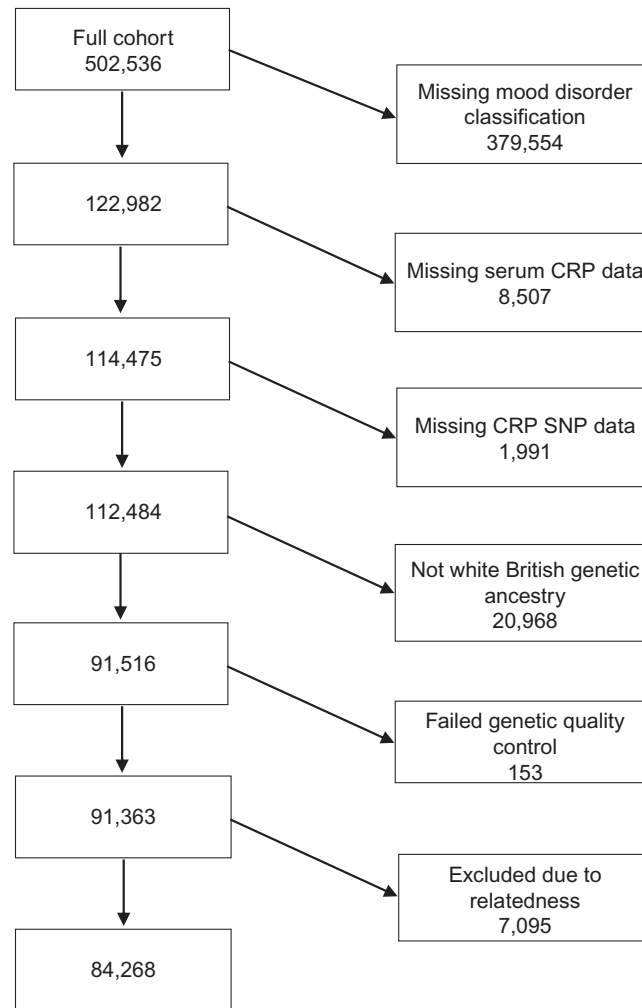 Full cohort
502,536
Missing mood disorder
classification
379,554
122,982
Missing serum CRP data
8,507
114,475
Missing CRP SNP data
1,991
112,484
Not white British genetic
ancestry
20,968
91,516
Failed genetic quality
control
153
91,363
Excluded due to
relatedness
7,095
84,268